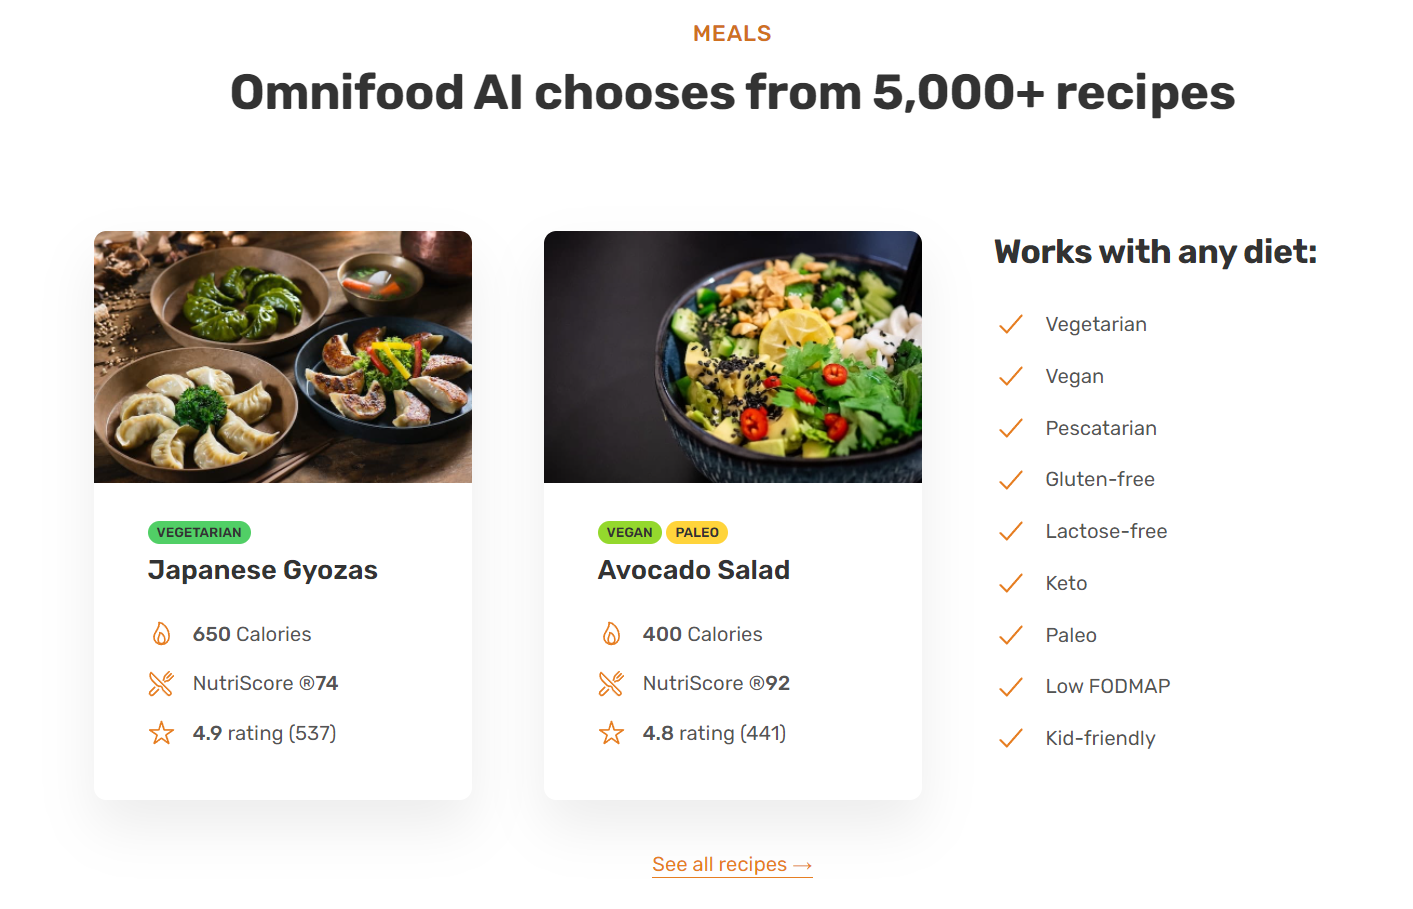 MEALS
Omnifood AI chooses from 5,000+ recipes
VEGETARIAN
Japanese Gyozas
650 Calories
NutriScore ®74
4.9 rating (537)
VEGAN PALEO
Avocado Salad
400 Calories
NutriScore ®92
4.8 rating (441)
Works with any diet:
Vegetarian
Vegan
Pescatarian
Gluten-free
Lactose-free
Keto
Paleo
Low FODMAP
Kid-friendly
See all recipes →